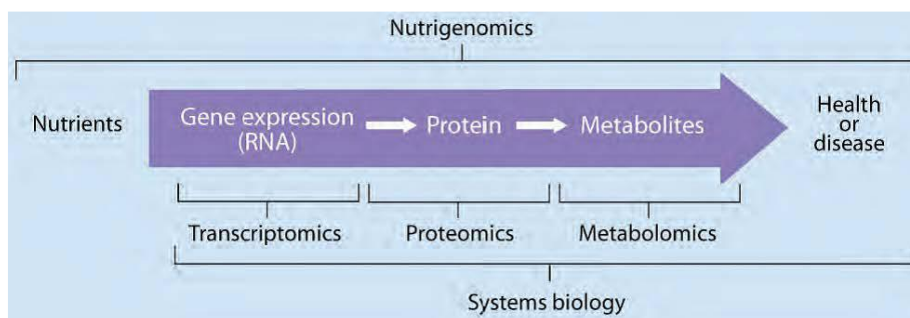 Nutrigenomics
Nutrients
Gene expression
(RNA)
Protein
Metabolites
Health
or
disease
Transcriptomics
Proteomics
Metabolomics
Systems biology